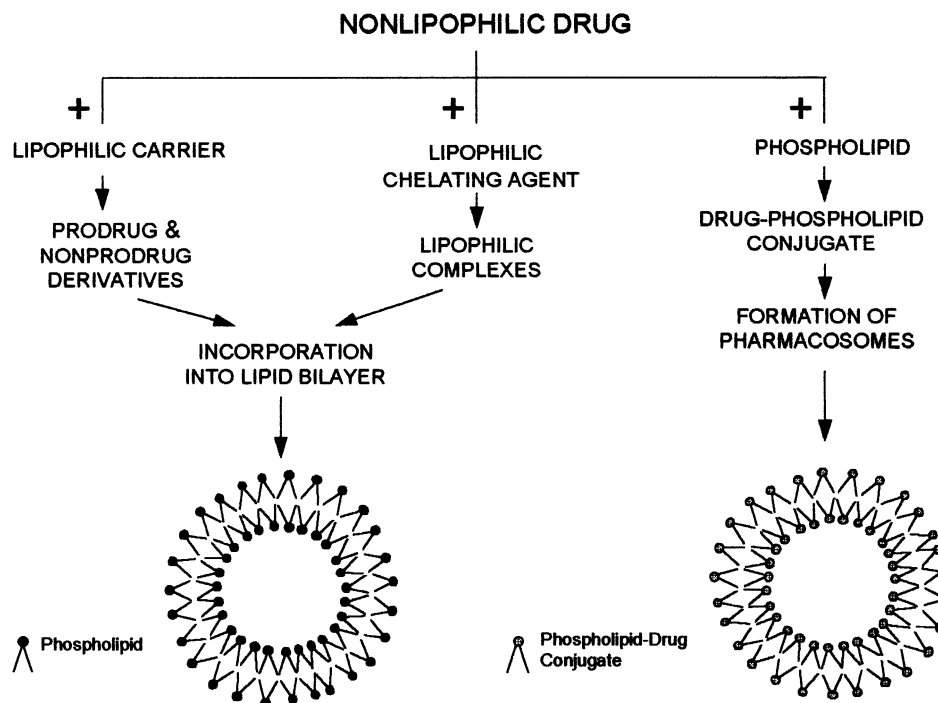 NONLIPOPHILIC DRUG
+
+
+
LIPOPHILIC CARRIER
LIPOPHILIC
CHELATING AGENT
PHOSPHOLIPID
PRODRUG &
NONPRODRUG
DERIVATIVES
LIPOPHILIC
COMPLEXES
DRUG-PHOSPHOLIPID
CONJUGATE
INCORPORATION
INTO LIPID BILAYER
FORMATION OF
PHARMACOSOMES
Phospholipid
Phospholipid-Drug
Conjugate